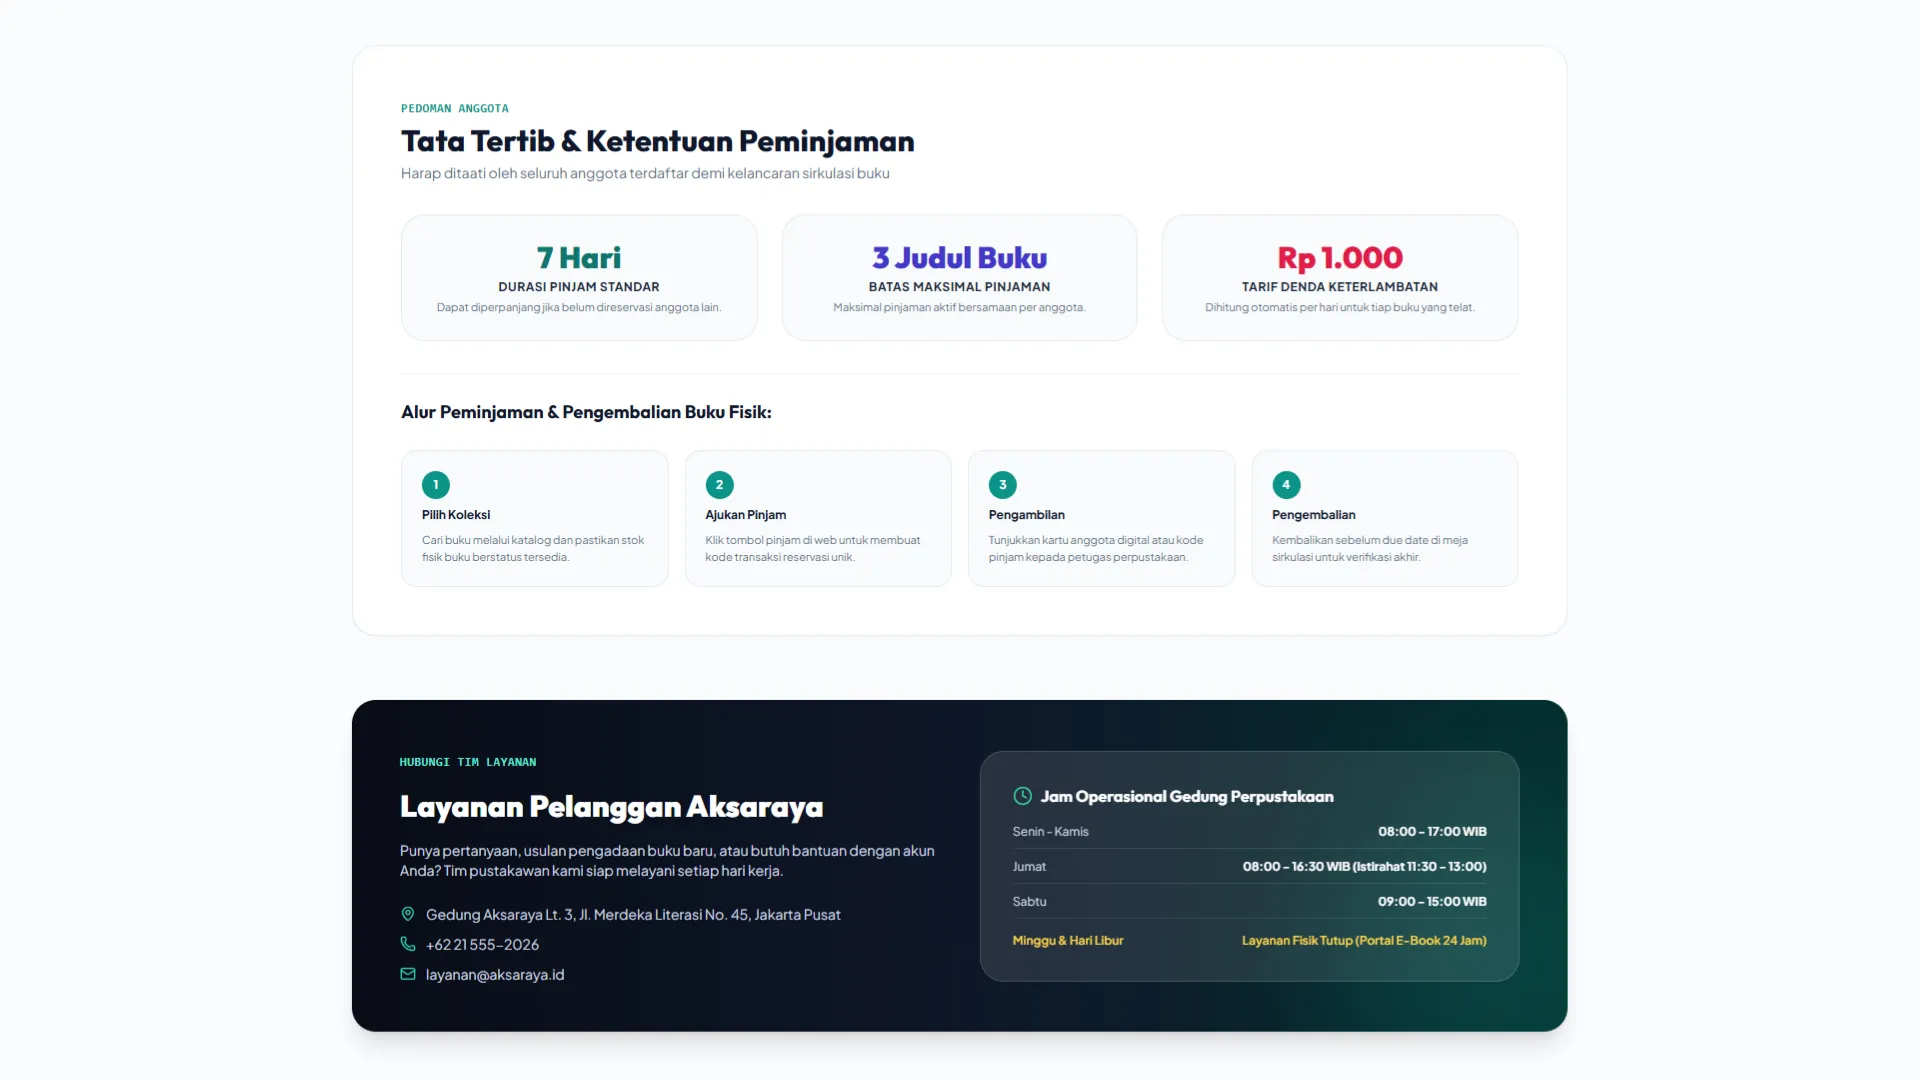 PEDOMAN ANGGOTA
Tata Tertib & Ketentuan Peminjaman
Harap ditaati oleh seluruh anggota terdaftar demi kelancaran sirkulasi buku
7 Hari
DURASI PINJAM STANDAR
Dapat diperpanjang jika belum direservasi anggota lain.
3 Judul Buku
BATAS MAKSIMAL PINJAMAN
Maksimal pinjaman aktif bersamaan per anggota.
Rp 1.000
TARIF DENDA KETERLAMBATAN
Dihitung otomatis per hari untuk tiap buku yang telat.
Alur Peminjaman & Pengembalian Buku Fisik:
1
Pilih Koleksi
Cari buku melalui katalog dan pastikan stok
fisik buku berstatus tersedia.
2
Ajukan Pinjam
Klik tombol pinjam di web untuk membuat
kode transaksi reservasi unik.
3
Pengambilan
Tunjukkan kartu anggota digital atau kode
pinjam kepada petugas perpustakaan.
4
Pengembalian
Kembalikan sebelum due date di meja
sirkulasi untuk verifikasi akhir.
HUBUNGI TIM LAYANAN
Layanan Pelanggan Aksaraya
Punya pertanyaan, usulan pengadaan buku baru, atau butuh bantuan dengan akun
Anda? Tim pustakawan kami siap melayani setiap hari kerja.
Gedung Aksaraya Lt. 3, Jl. Merdeka Literasi No. 45, Jakarta Pusat
+62 21 555-2026
layanan@aksaraya.id
Jam Operasional Gedung Perpustakaan
Senin - Kamis 08:00 - 17:00 WIB
Jumat 08:00 - 16:30 WIB (Istirahat 11:30 - 13:00)
Sabtu 09:00 - 15:00 WIB
Minggu & Hari Libur Layanan Fisik Tutup (Portal E-Book 24 Jam)